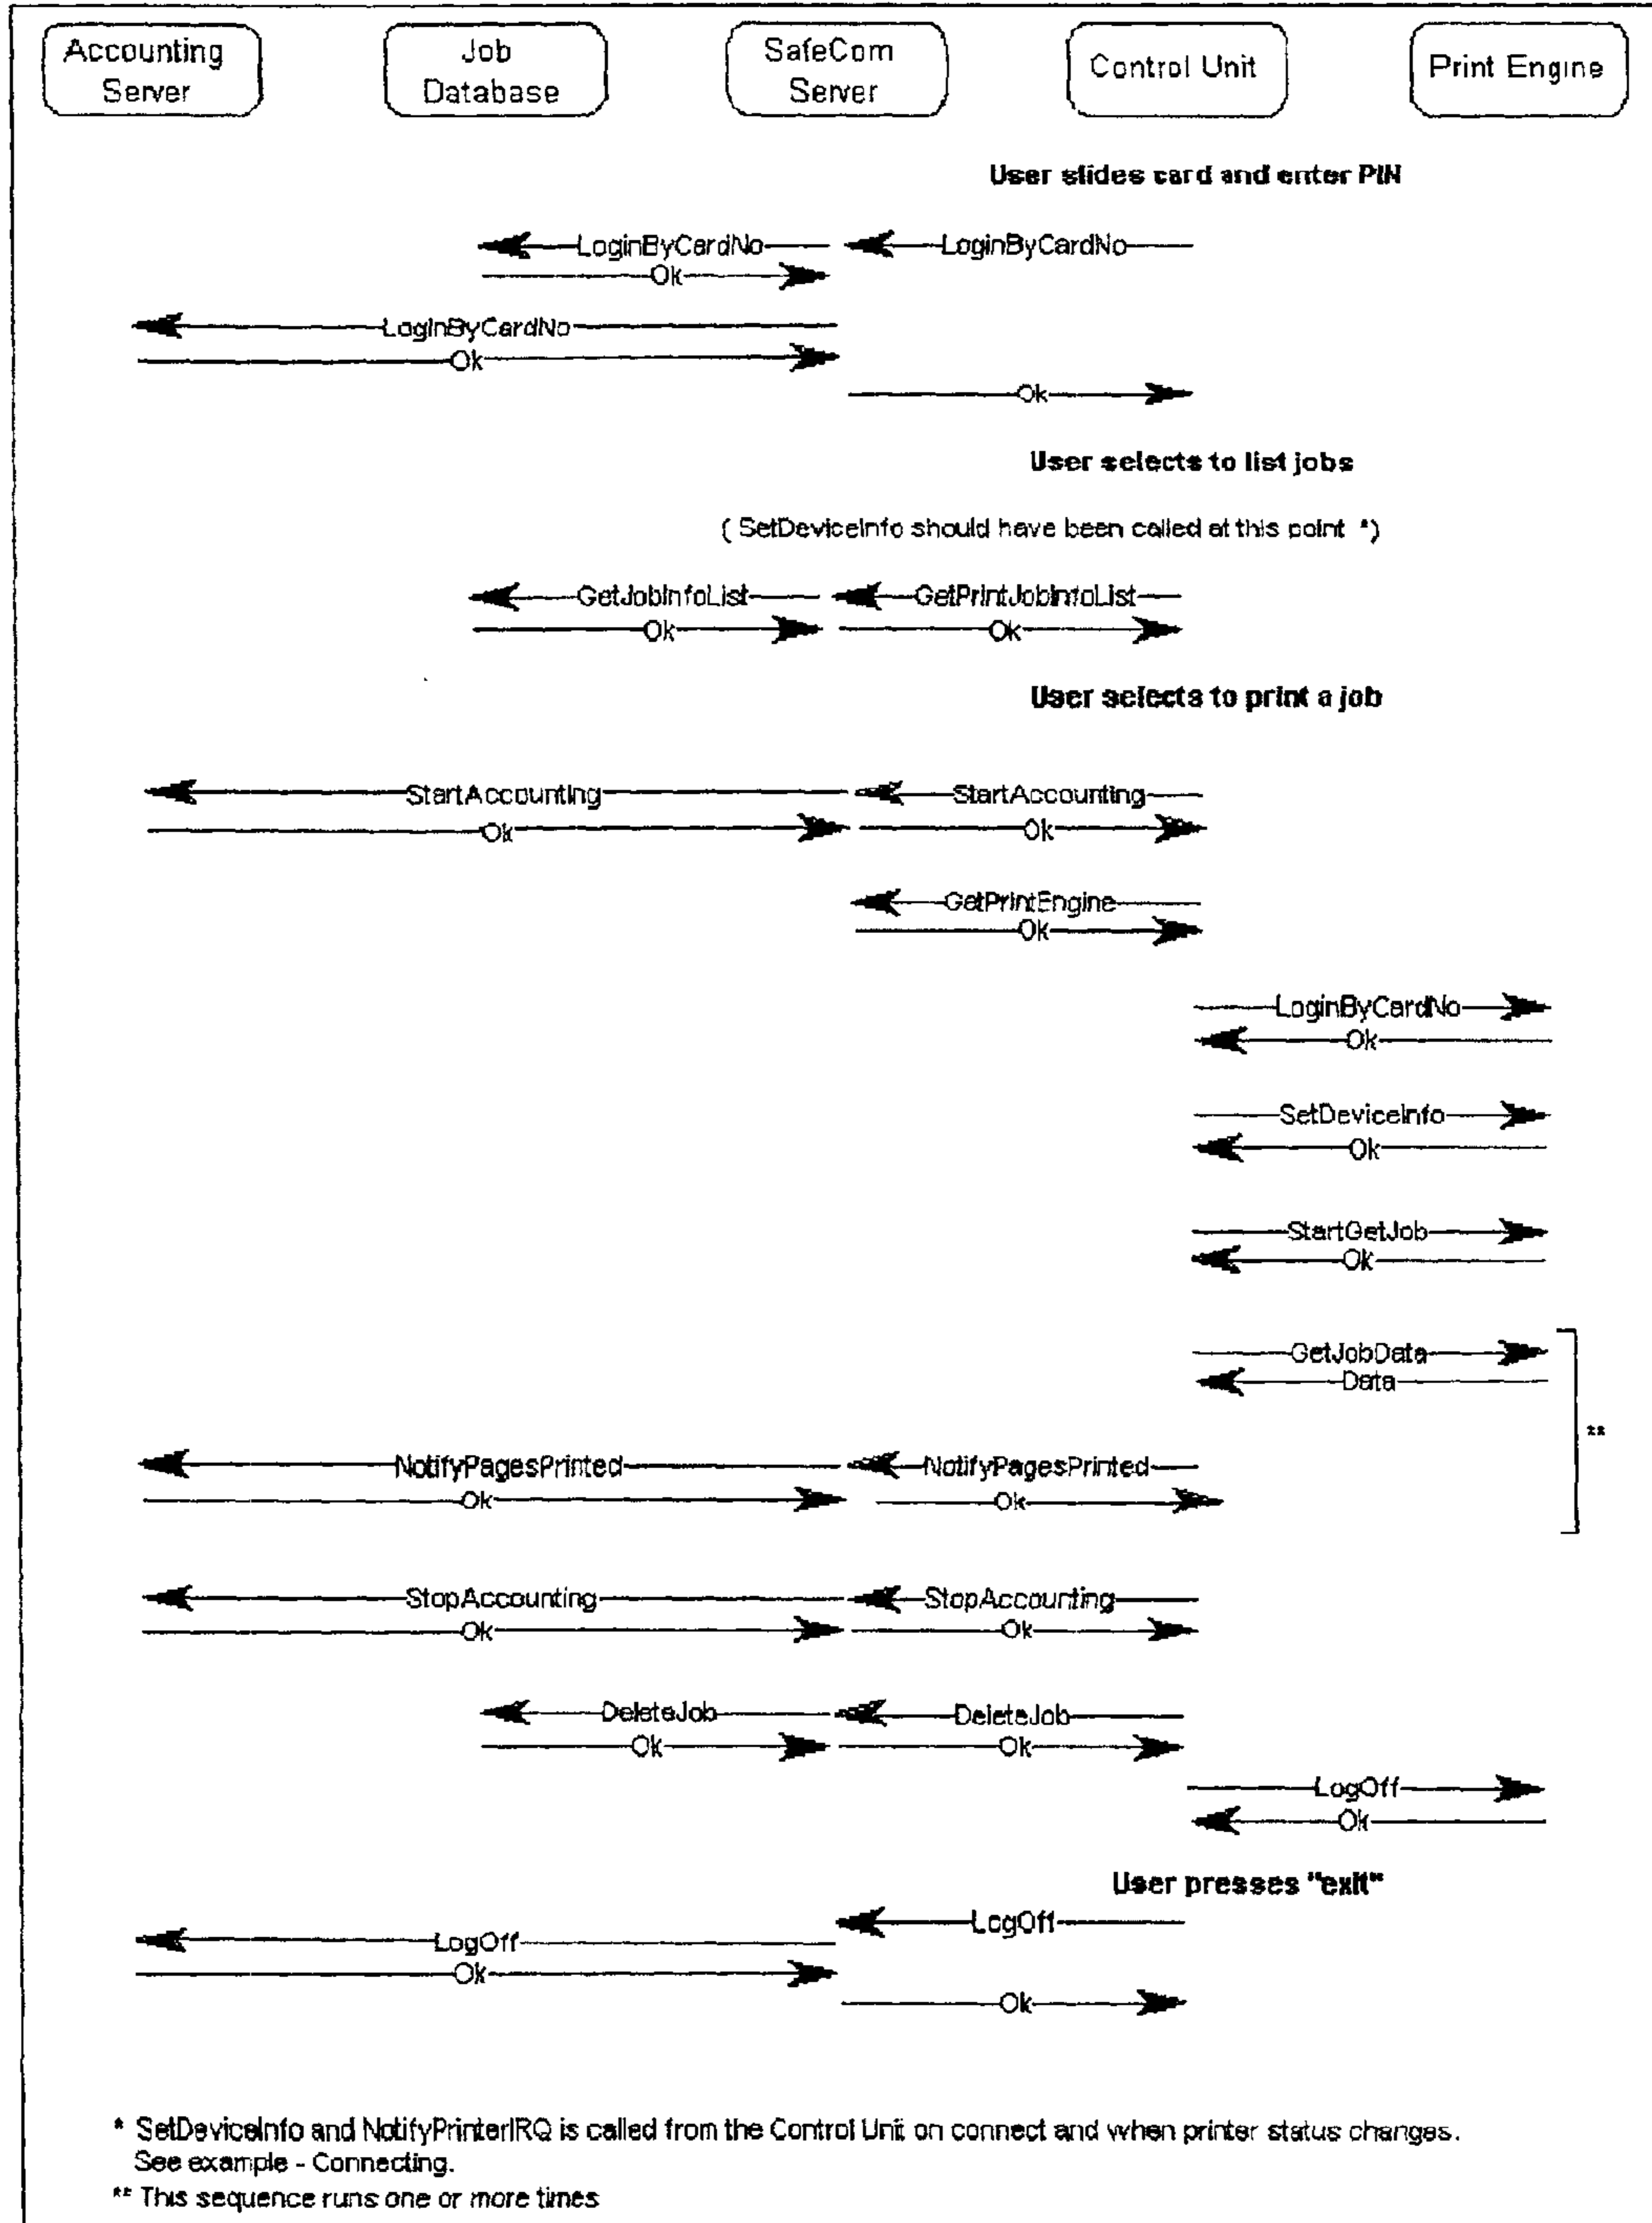 Accounting
Server
Job
Database
SafeCom
Server
Control Unit
Print Engine
User slides card and enter PIN
LoginByCardNo LoginByCardNo
Ok
LoginByCardNo
Ok
Ok
User selects to list jobs
( SetDeviceInfo should have been called at this point *)
GetJobInfoList GetPrintJobInfoList
Ok Ok
User selects to print a job
StartAccounting StartAccounting
Ok Ok
GetPrintEngine
Ok
LoginByCardNo
Ok
SetDeviceInfo
Ok
StartGetJob
Ok
GetJobData
Data
**
NotifyPagesPrinted NotifyPagesPrinted
Ok Ok
StopAccounting StopAccounting
Ok Ok
DeleteJob DeleteJob
Ok Ok
LogOff
Ok
User presses "exit"
LogOff
LogOff
Ok
Ok
* SetDeviceInfo and NotifyPrinterIRQ is called from the Control Unit on connect and when printer status changes.
See example - Connecting.
** This sequence runs one or more times